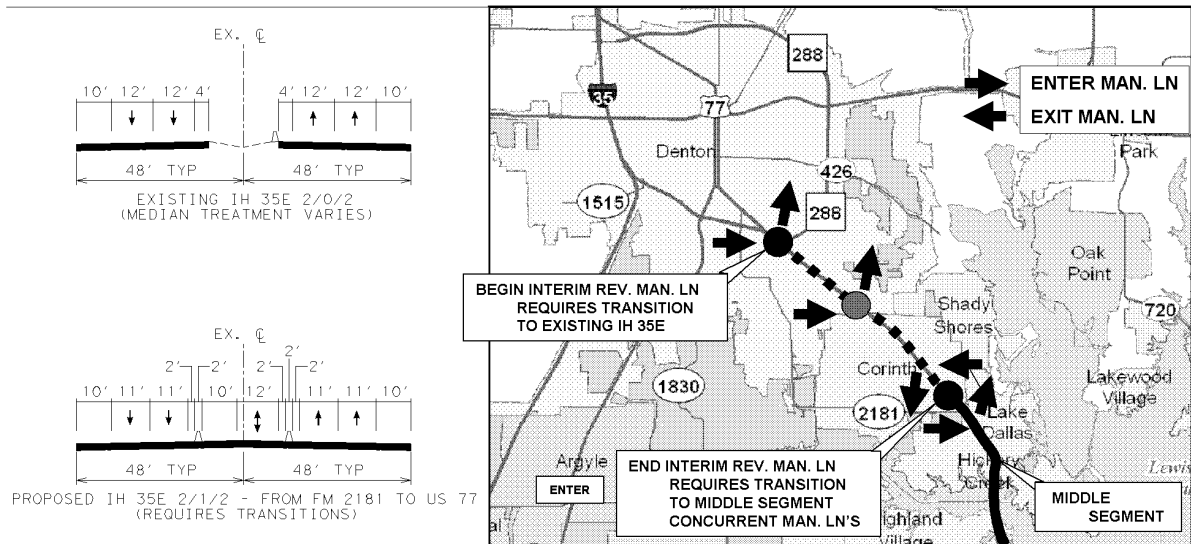 EX. ℄
10' 12' 12' 4' 4' 12' 12' 10'
48' TYP 48' TYP
EXISTING IH 35E 2/0/2
(MEDIAN TREATMENT VARIES)
EX. ℄
2'
2' 2' 2' 2'
10' 11' 11' 10' 12' 11' 11' 10'
48' TYP 48' TYP
PROPOSED IH 35E 2/1/2 - FROM FM 2181 TO US 77
(REQUIRES TRANSITIONS)
288
35
77
ENTER MAN. LN
EXIT MAN. LN
Park
Denton
426
1515
288
Oak
Point
BEGIN INTERIM REV. MAN. LN
REQUIRES TRANSITION
TO EXISTING IH 35E
Shady
Shores
720
Corinth
1830
2181
Lake
Dallas
Lakewood
Village
Argyle
ENTER
END INTERIM REV. MAN. LN
REQUIRES TRANSITION
TO MIDDLE SEGMENT
CONCURRENT MAN. LN'S
Hickory
Creek
Lewis
MIDDLE
SEGMENT
ighland
Village